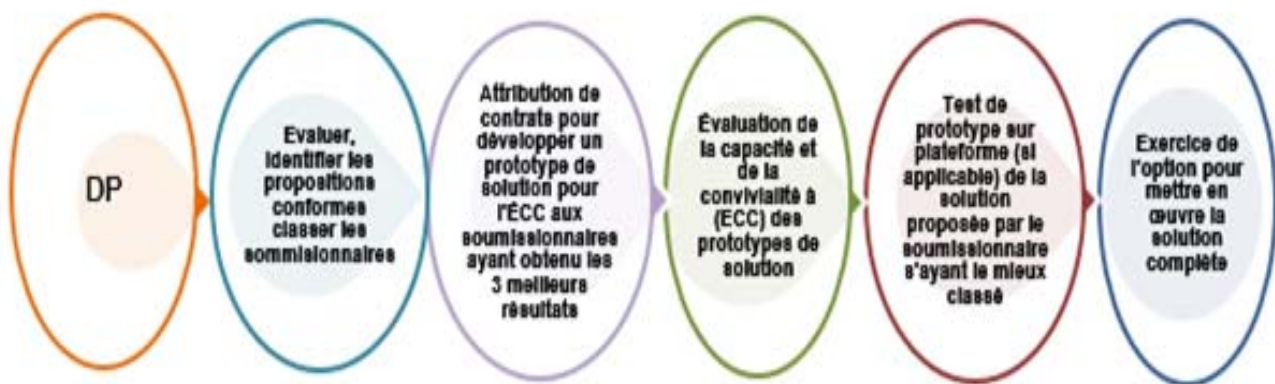 DP
Evaluer,
identifier les
propositions
conformes
classer les
sommisionnaires
Attribution de
contrats pour
développer un
prototype de
solution pour
l'ÉCC aux
soumissionnaires
ayant obtenu les
3 meilleurs
résultats
Évaluation de
la capacité et
de la
convivialité à
(ECC) des
prototypes de
solution
Test de
prototype sur
plateforme (si
applicable) de la
solution
proposée par le
soumissionnaire
s'ayant le mieux
classé
Exercice de
l'option pour
mettre en
œuvre la
solution
complète